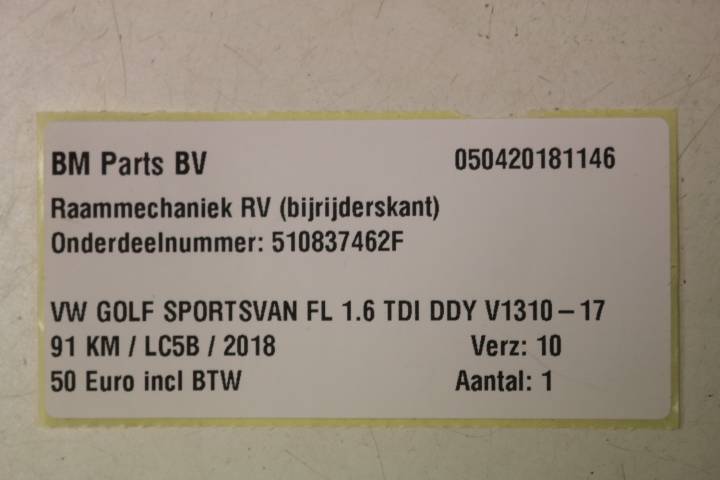 BM Parts BV 050420181146
Raammechaniek RV (bijrijderskant)
Onderdeelnummer: 510837462F
VW GOLF SPORTSVAN FL 1.6 TDI DDY V1310 – 17
91 KM / LC5B / 2018 Verz: 10
50 Euro incl BTW Aantal: 1